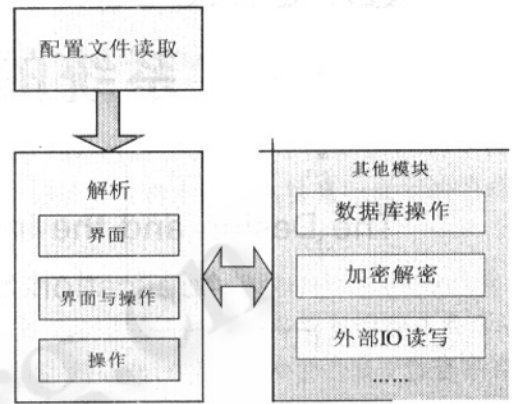 配置文件读取
解析
界面
界面与操作
操作
其他模块
数据库操作
加密解密
外部IO读写
……